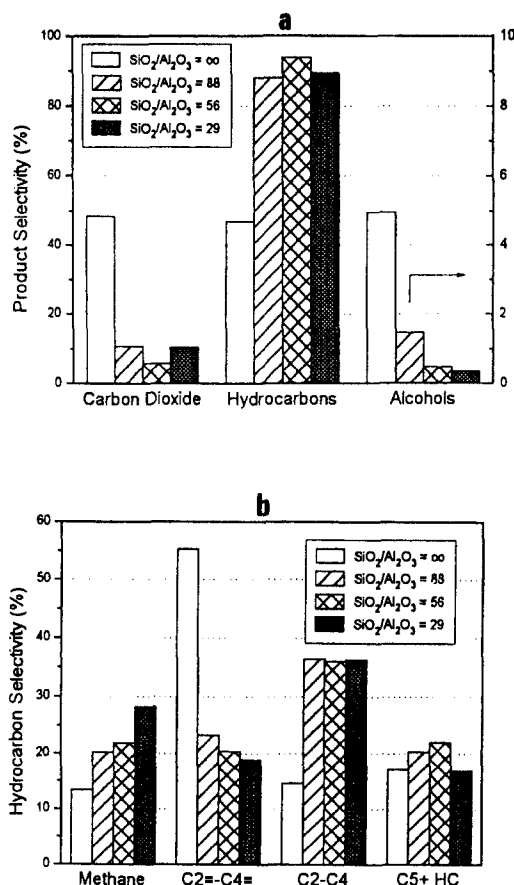 a
100
80
60
40
20
0
10
8
6
4
2
0
Product Selectivity (%)
SiO₂/Al₂O₃ = ∞
SiO₂/Al₂O₃ = 88
SiO₂/Al₂O₃ = 56
SiO₂/Al₂O₃ = 29
Carbon Dioxide Hydrocarbons Alcohols
b
60
50
40
30
20
10
0
Hydrocarbon Selectivity (%)
SiO₂/Al₂O₃ = ∞
SiO₂/Al₂O₃ = 88
SiO₂/Al₂O₃ = 56
SiO₂/Al₂O₃ = 29
Methane C2=-C4= C2-C4 C5+ HC